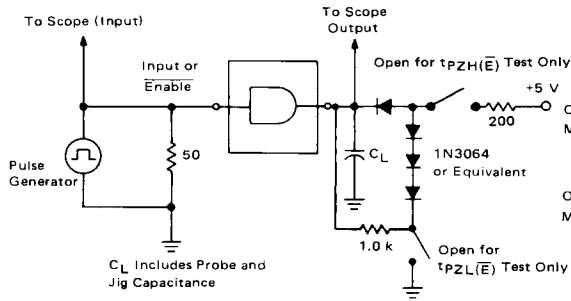 To Scope (Input)
To Scope
Output
Input or
Enable
Open for tPZH(E) Test Only
+5 V
200
Pulse
Generator
50
CL
1N3064
or Equivalent
1.0 k
Open for
tPZL(E) Test Only
CL Includes Probe and
Jig Capacitance
O
M
O
M